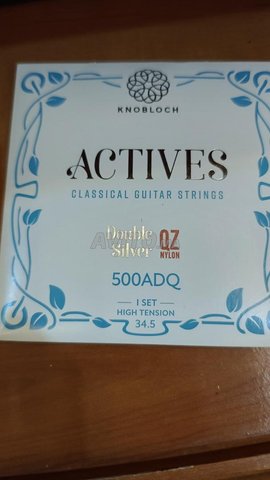 KNOBLOCH
ACTIVES
CLASSICAL GUITAR STRINGS
Double Silver QZ NYLON
500ADQ
1 SET
HIGH TENSION
34.5